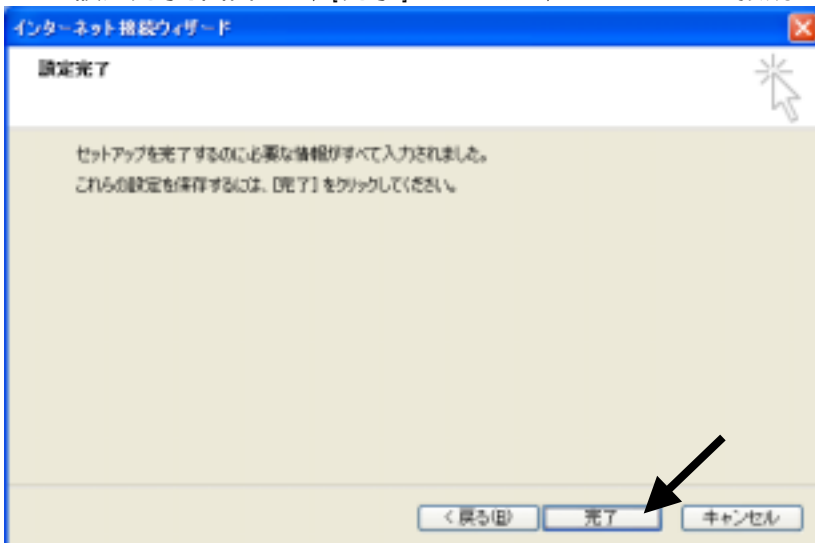 インターネット接続ウィザード
設定完了
セットアップを完了するのに必要な情報がすべて入力されました。
これらの設定を保存するには、[完了] をクリックしてください。
< 戻る(B)
完了
キャンセル